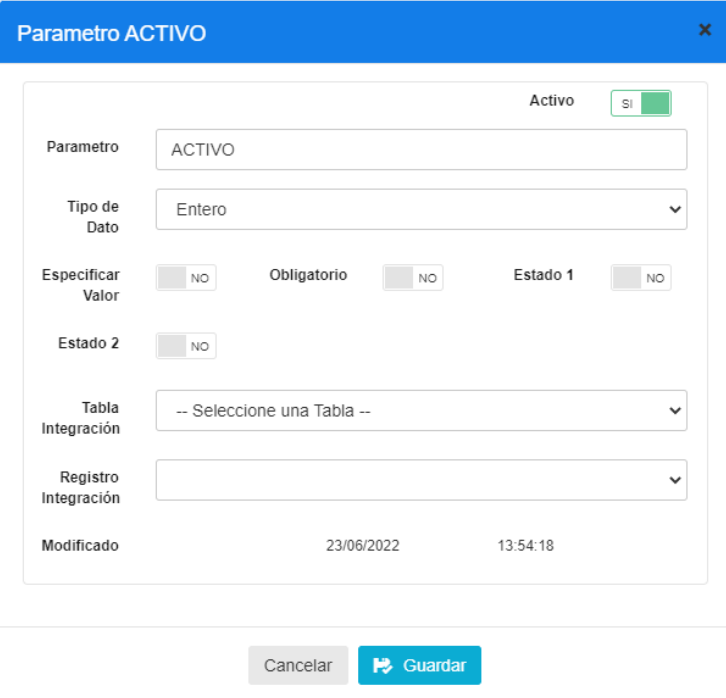 Parametro ACTIVO
×
Activo SI
Parametro ACTIVO
Tipo de
Dato
Entero
Especificar
Valor
NO
Obligatorio NO
Estado 1 NO
Estado 2 NO
Tabla
Integración
-- Seleccione una Tabla --
Registro
Integración
Modificado 23/06/2022 13:54:18
Cancelar Guardar